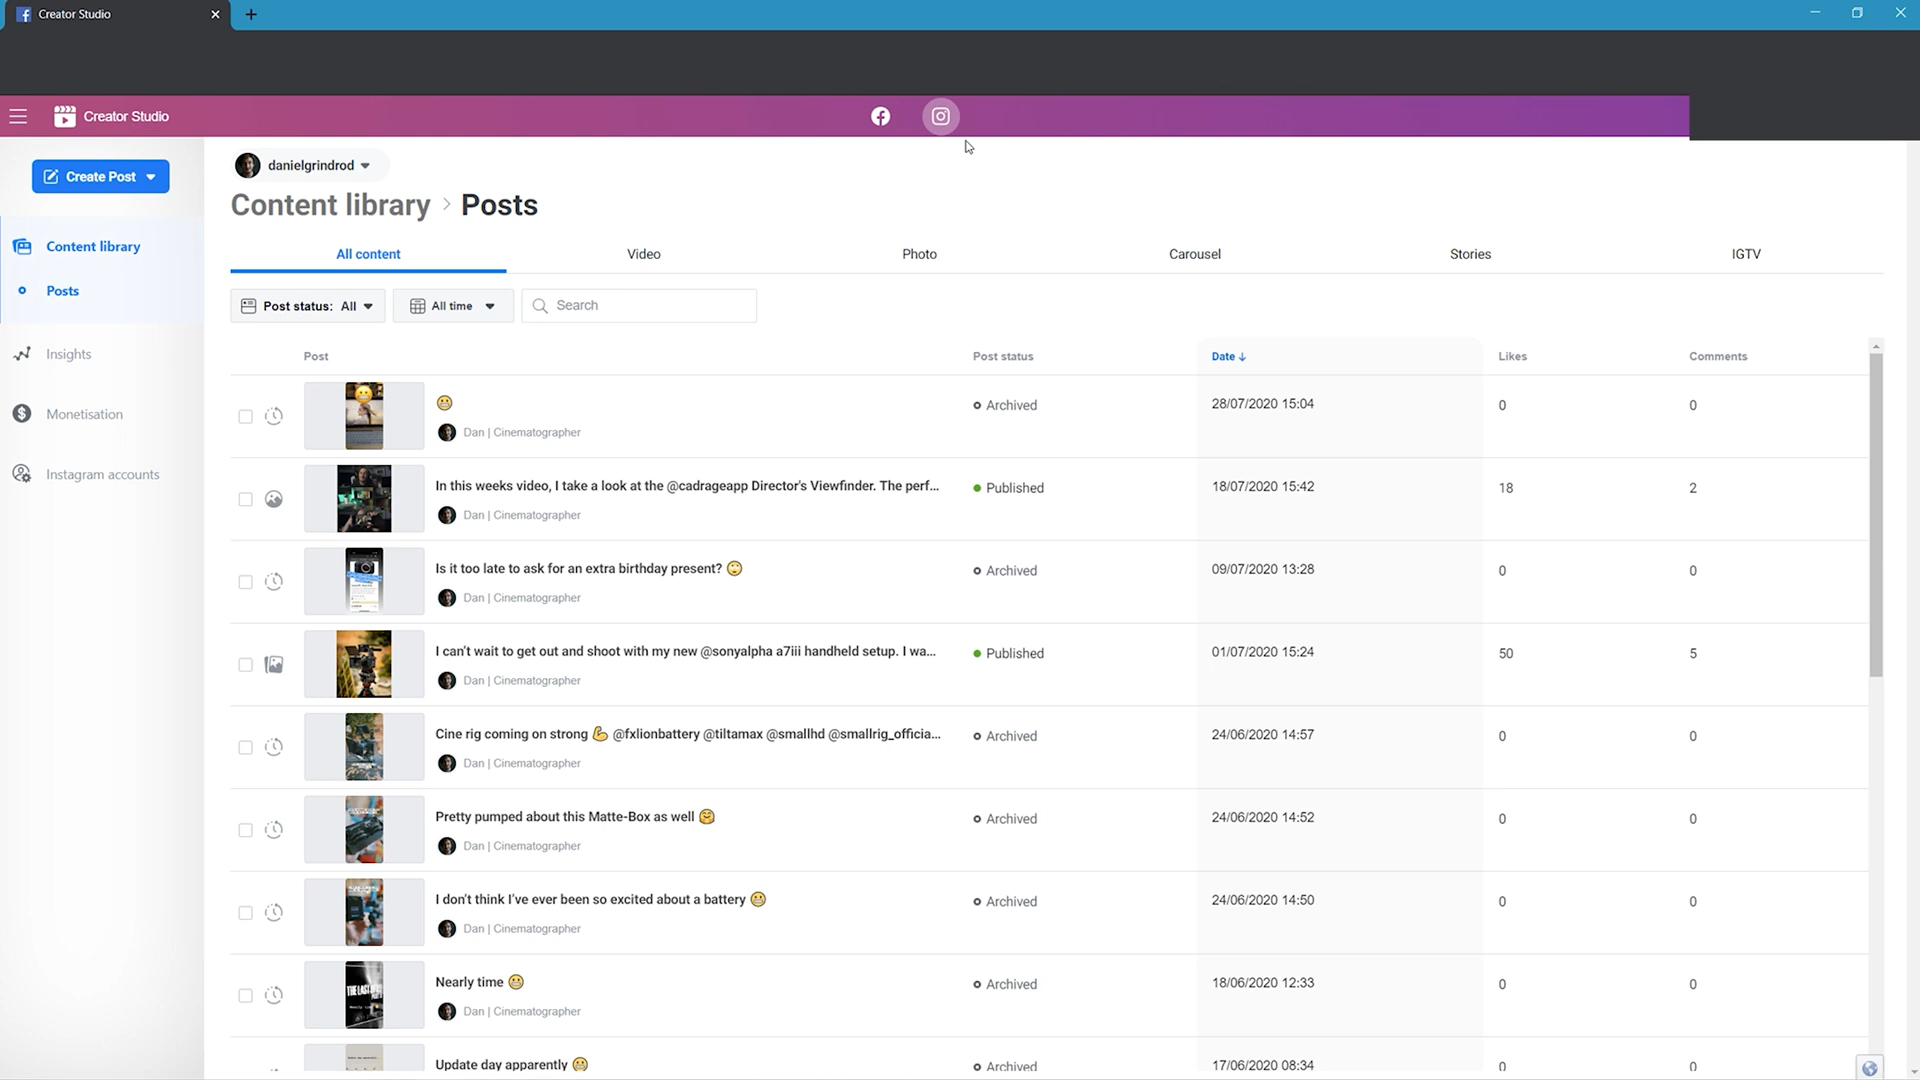 Creator Studio
Creator Studio
danielgrindrod
Create Post
Content library > Posts
Content library
All content Video Photo Carousel Stories IGTV
Posts
Post status: All All time Search
Insights
Post Post status Date ↓ Likes Comments
Monetisation
😬 Archived 28/07/2020 15:04 0 0
Dan | Cinematographer
Instagram accounts
In this weeks video, I take a look at the @cadrageapp Director's Viewfinder. The perf... Published 18/07/2020 15:42 18 2
Dan | Cinematographer
Is it too late to ask for an extra birthday present? 🙄 Archived 09/07/2020 13:28 0 0
Dan | Cinematographer
I can't wait to get out and shoot with my new @sonyalpha a7iii handheld setup. I wa... Published 01/07/2020 15:24 50 5
Dan | Cinematographer
Cine rig coming on strong 💪 @fxlionbattery @tiltamax @smallhd @smallrig_officia... Archived 24/06/2020 14:57 0 0
Dan | Cinematographer
Pretty pumped about this Matte-Box as well 🤗 Archived 24/06/2020 14:52 0 0
Dan | Cinematographer
I don't think I've ever been so excited about a battery 😬 Archived 24/06/2020 14:50 0 0
Dan | Cinematographer
Nearly time 😬 Archived 18/06/2020 12:33 0 0
Dan | Cinematographer
Update day apparently 😬 Archived 17/06/2020 08:34 0 0